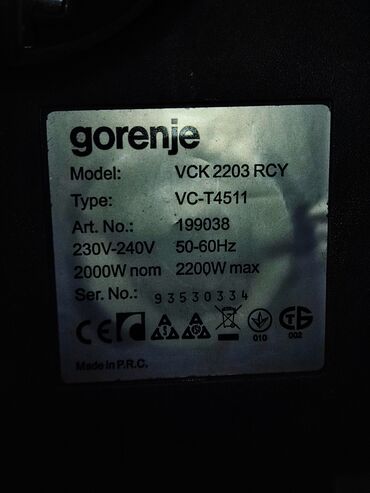 gorenje
Model: VCK 2203 RCY
Type: VC-T4511
Art. No.: 199038
230V-240V 50-60Hz
2000W nom 2200W max
Ser. No.: 93530334
CE
010 002
Made in P.R.C.